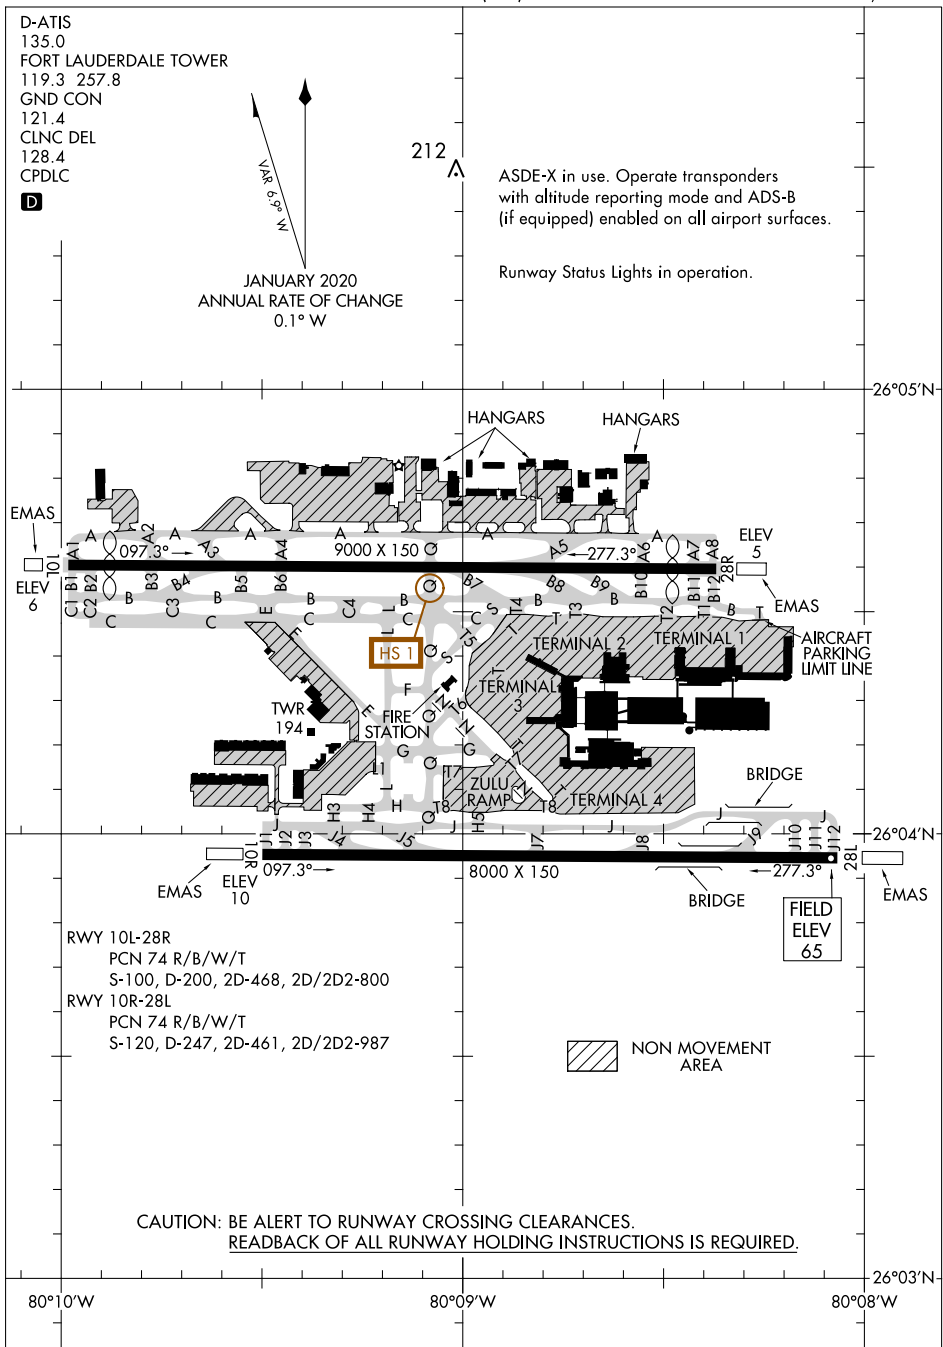 D-ATIS
135.0
FORT LAUDERDALE TOWER
119.3 257.8
GND CON
121.4
CLNC DEL
128.4
CPDLC
D
VAR 6.9° W
JANUARY 2020
ANNUAL RATE OF CHANGE
0.1° W
212
ASDE-X in use. Operate transponders
with altitude reporting mode and ADS-B
(if equipped) enabled on all airport surfaces.
Runway Status Lights in operation.
26°05'N
HANGARS
HANGARS
EMAS
10L
ELEV
6
A
A2
A
A
A
A1
097.3°
A3
A4
9000 X 150
Q
A5
277.3°
A6
A7
A8
28R
ELEV
5
EMAS
B1
B2
B3
B4
B5
B6
Q
B7
B8
B9
B10
B11
B12
C1
C2
B
C3
B
E
B
C4
L
B
S
T4
B
T3
T2
T1
B
T
C
C
C
C
C
T
HS 1
L
Q
S
T5
T
T
F
TERMINAL 2
TERMINAL 1
AIRCRAFT
PARKING
LIMIT LINE
TERMINAL
3
F
F
FIRE
STATION
Q
N
T6
N
TWR
194
G
G
L1
L
Q
T7
T7
ZULU
RAMP
N
T
T8
T8
TERMINAL 4
BRIDGE
H
H3
H4
H5
Q
J
J
J
J
J
J1
J2
J3
J4
J5
J7
J8
J9
J10
J11
J12
26°04'N
10R
28L
EMAS
ELEV
10
097.3°
8000 X 150
277.3°
BRIDGE
EMAS
FIELD
ELEV
65
RWY 10L-28R
PCN 74 R/B/W/T
S-100, D-200, 2D-468, 2D/2D2-800
RWY 10R-28L
PCN 74 R/B/W/T
S-120, D-247, 2D-461, 2D/2D2-987
NON MOVEMENT
AREA
CAUTION: BE ALERT TO RUNWAY CROSSING CLEARANCES.
READBACK OF ALL RUNWAY HOLDING INSTRUCTIONS IS REQUIRED.
26°03'N
80°10'W
80°09'W
80°08'W